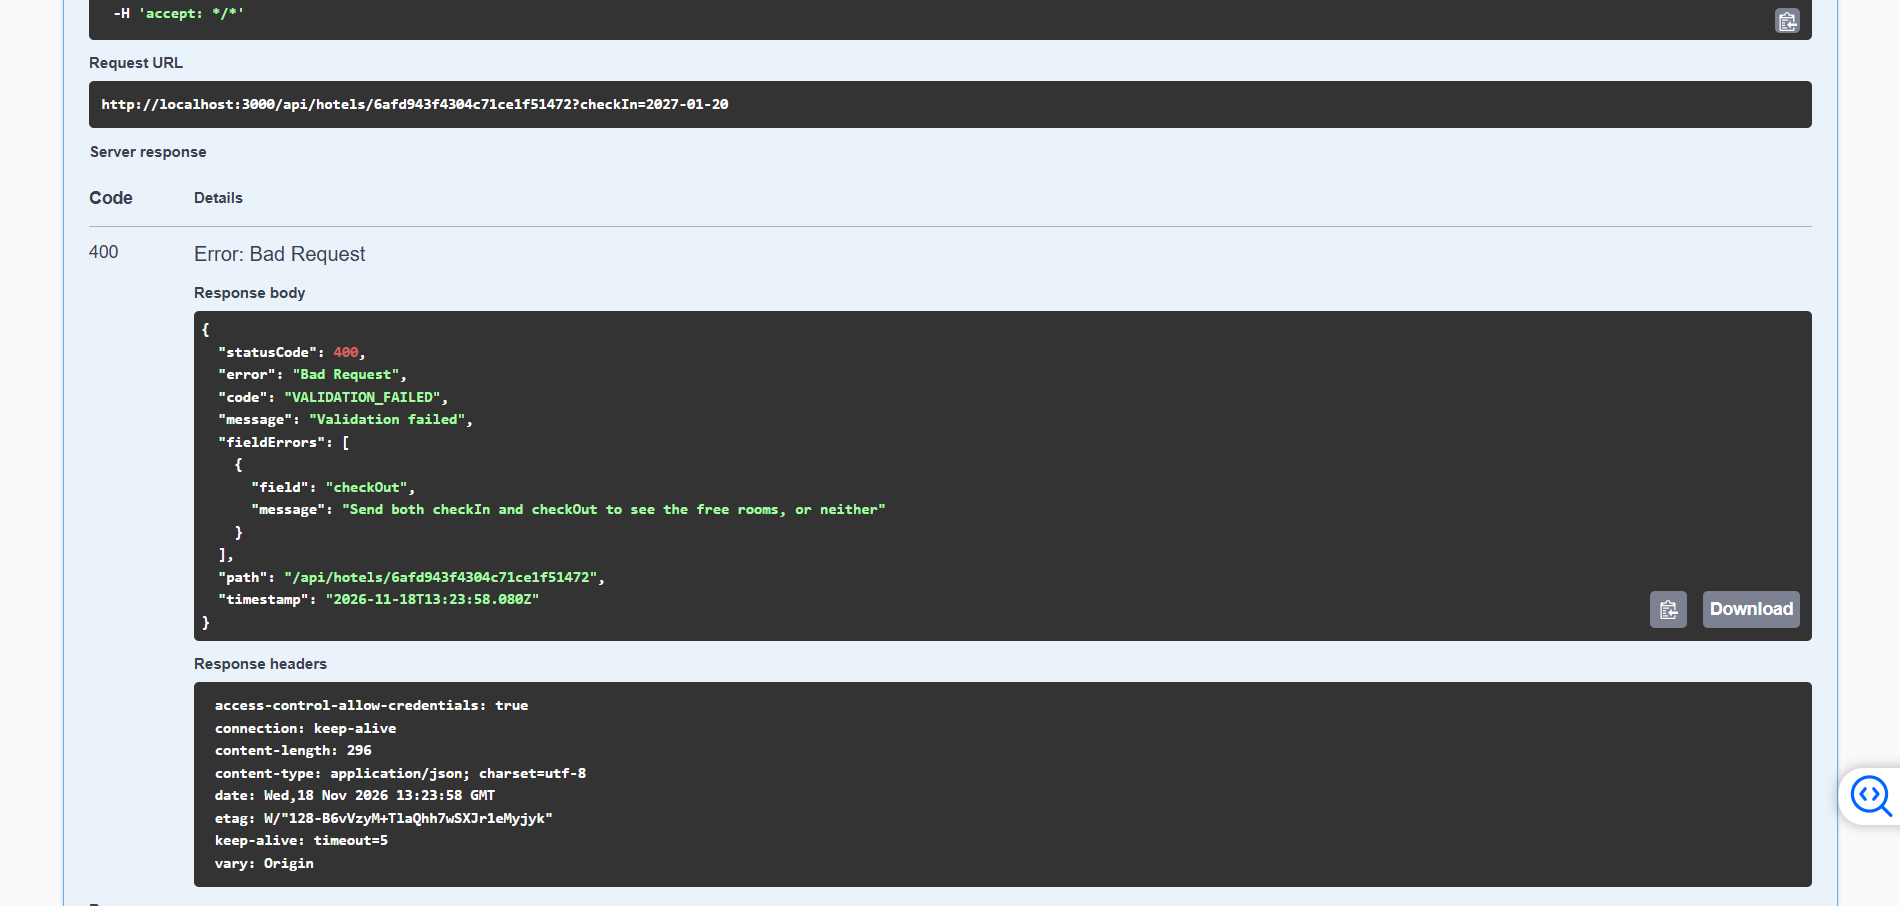 -H 'accept: */*'
Request URL
http://localhost:3000/api/hotels/6afd943f4304c71ce1f51472?checkIn=2027-01-20
Server response
Code Details
400 Error: Bad Request
Response body
{
"statusCode": 400,
"error": "Bad Request",
"code": "VALIDATION_FAILED",
"message": "Validation failed",
"fieldErrors": [
{
"field": "checkOut",
"message": "Send both checkIn and checkOut to see the free rooms, or neither"
}
],
"path": "/api/hotels/6afd943f4304c71ce1f51472",
"timestamp": "2026-11-18T13:23:58.080Z"
}
Download
Response headers
access-control-allow-credentials: true
connection: keep-alive
content-length: 296
content-type: application/json; charset=utf-8
date: Wed,18 Nov 2026 13:23:58 GMT
etag: W/"128-B6vVzyM+TlaQhh7wSXJrleMyjyk"
keep-alive: timeout=5
vary: Origin